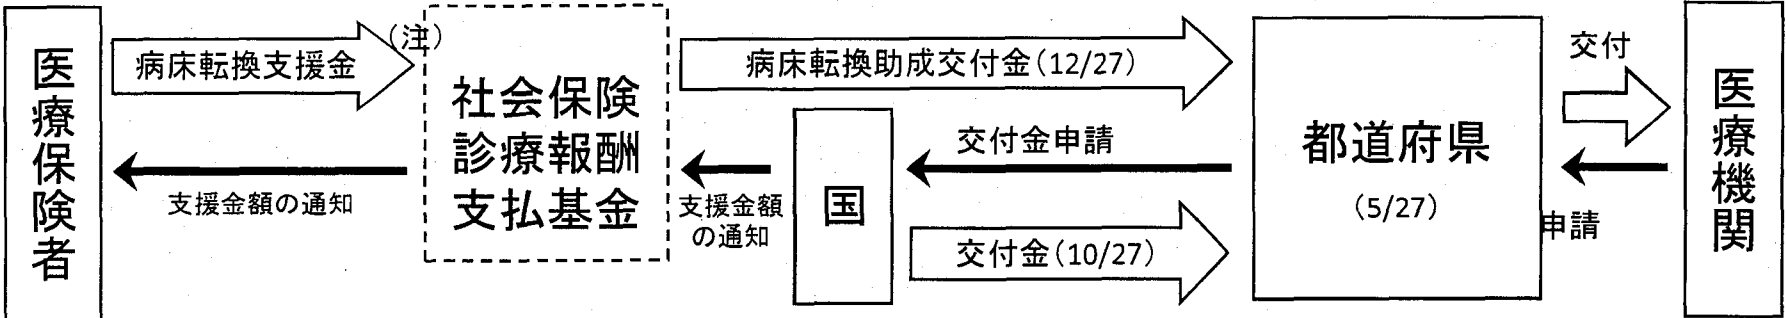 医療保険者
病床転換支援金
(注)
支援金額の通知
社会保険
診療報酬
支払基金
病床転換助成交付金(12/27)
支援金額
の通知
国
交付金申請
交付金(10/27)
都道府県
(5/27)
交付
申請
医療機関